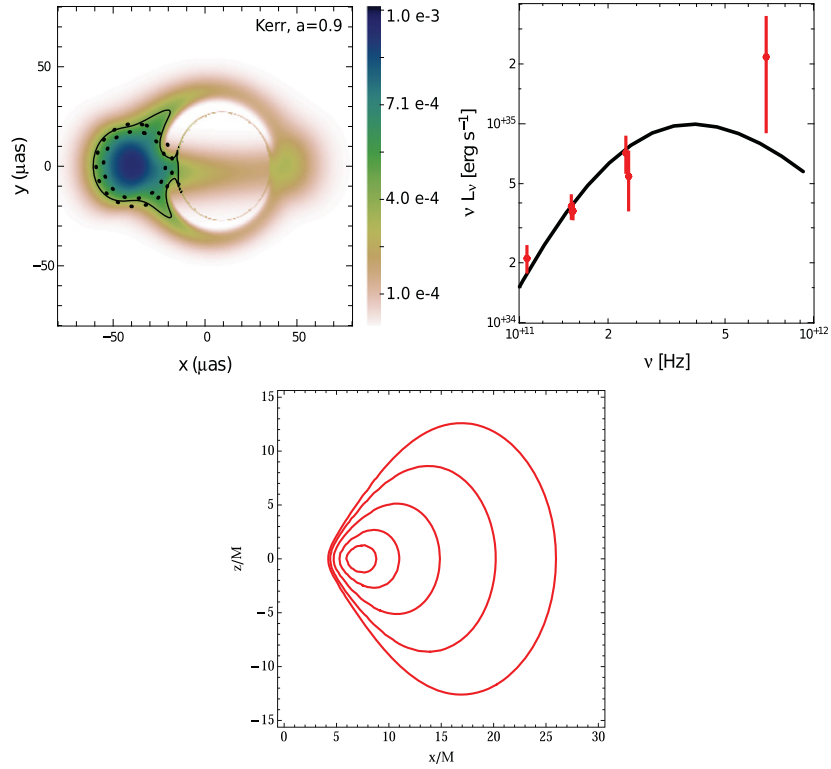 Kerr, a=0.9
y (μas)
50
0
−50
−50
0
50
x (μas)
1.0 e-3
7.1 e-4
4.0 e-4
1.0 e-4
ν Lν [erg s⁻¹]
2
10⁺³⁵
5
2
10⁺³⁴
10⁺¹¹
2
5
10⁺¹²
ν [Hz]
z/M
15
10
5
0
−5
−10
−15
0
5
10
15
20
25
30
x/M